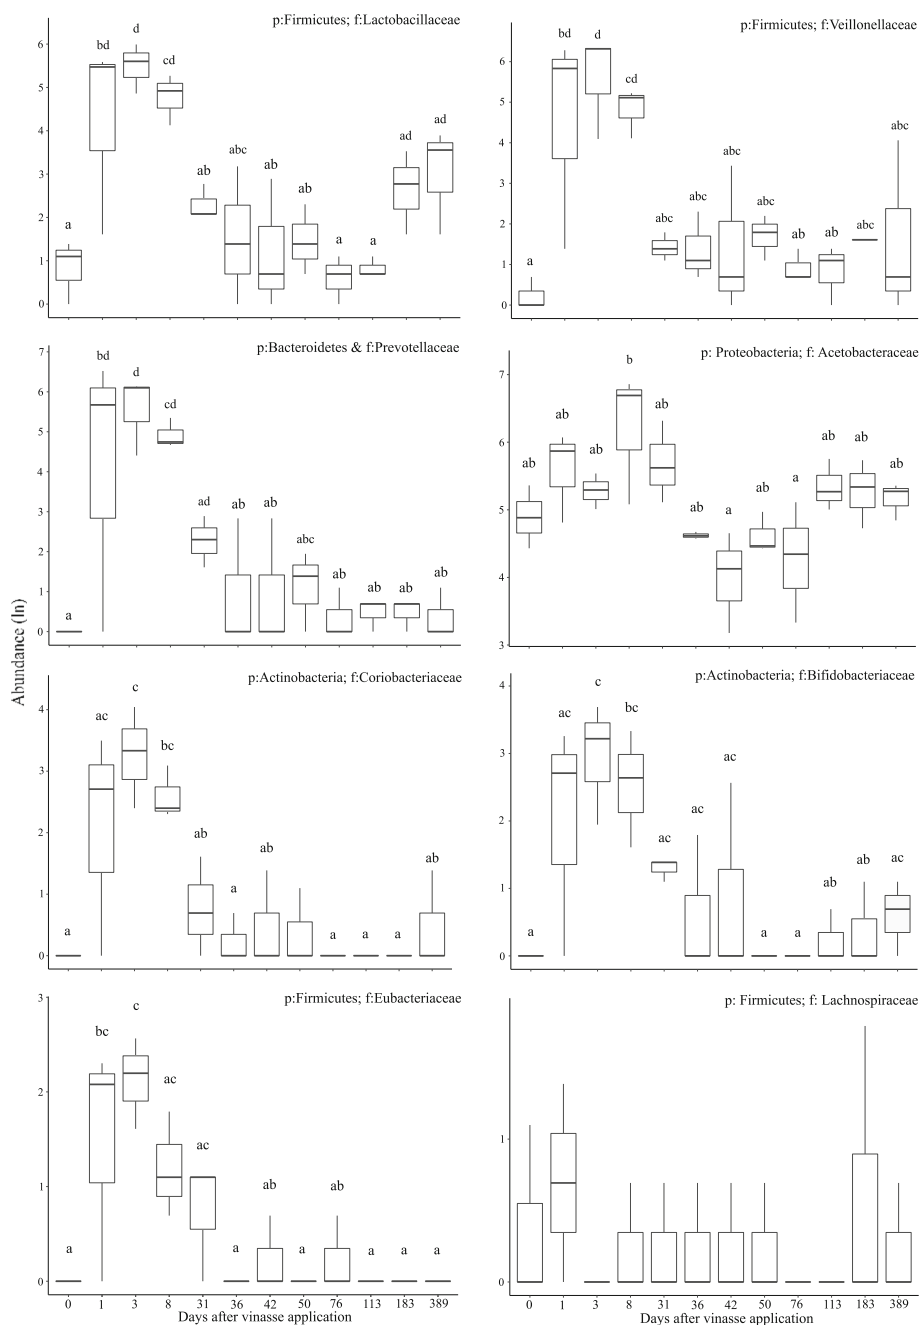 p:Firmicutes; f:Lactobacillaceae
d
bd
cd
6
5
4
3
2
1
0
a
ab
abc
ab
ab
a
a
ad
ad
p:Firmicutes; f:Veillonellaceae
bd
d
cd
6
5
4
3
2
1
0
a
abc
abc
abc
abc
ab
ab
abc
abc
p:Bacteroidetes & f:Prevotellaceae
7
6
5
4
3
2
1
0
a
bd
d
cd
ad
ab
ab
abc
ab
ab
ab
ab
p: Proteobacteria; f: Acetobacteraceae
7
6
5
4
3
ab
ab
ab
b
ab
ab
a
ab
a
ab
ab
ab
Abundance (ln)
p:Actinobacteria; f:Coriobacteriaceae
4
3
2
1
0
a
ac
c
bc
ab
a
ab
a
a
a
ab
p:Actinobacteria; f:Bifidobacteriaceae
4
3
2
1
0
a
ac
c
bc
ac
ac
ac
a
a
ab
ab
ac
p:Firmicutes; f:Eubacteriaceae
3
2
1
0
a
bc
c
ac
ac
a
ab
a
ab
a
a
a
0 1 3 8 31 36 42 50 76 113 183 389
Days after vinasse application
p: Firmicutes; f: Lachnospiraceae
1
0
0 1 3 8 31 36 42 50 76 113 183 389
Days after vinasse application